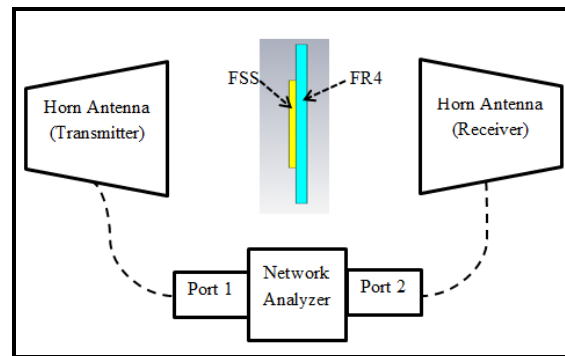 FSS
FR4
Horn Antenna
(Transmitter)
Horn Antenna
(Receiver)
Port 1
Network
Analyzer
Port 2